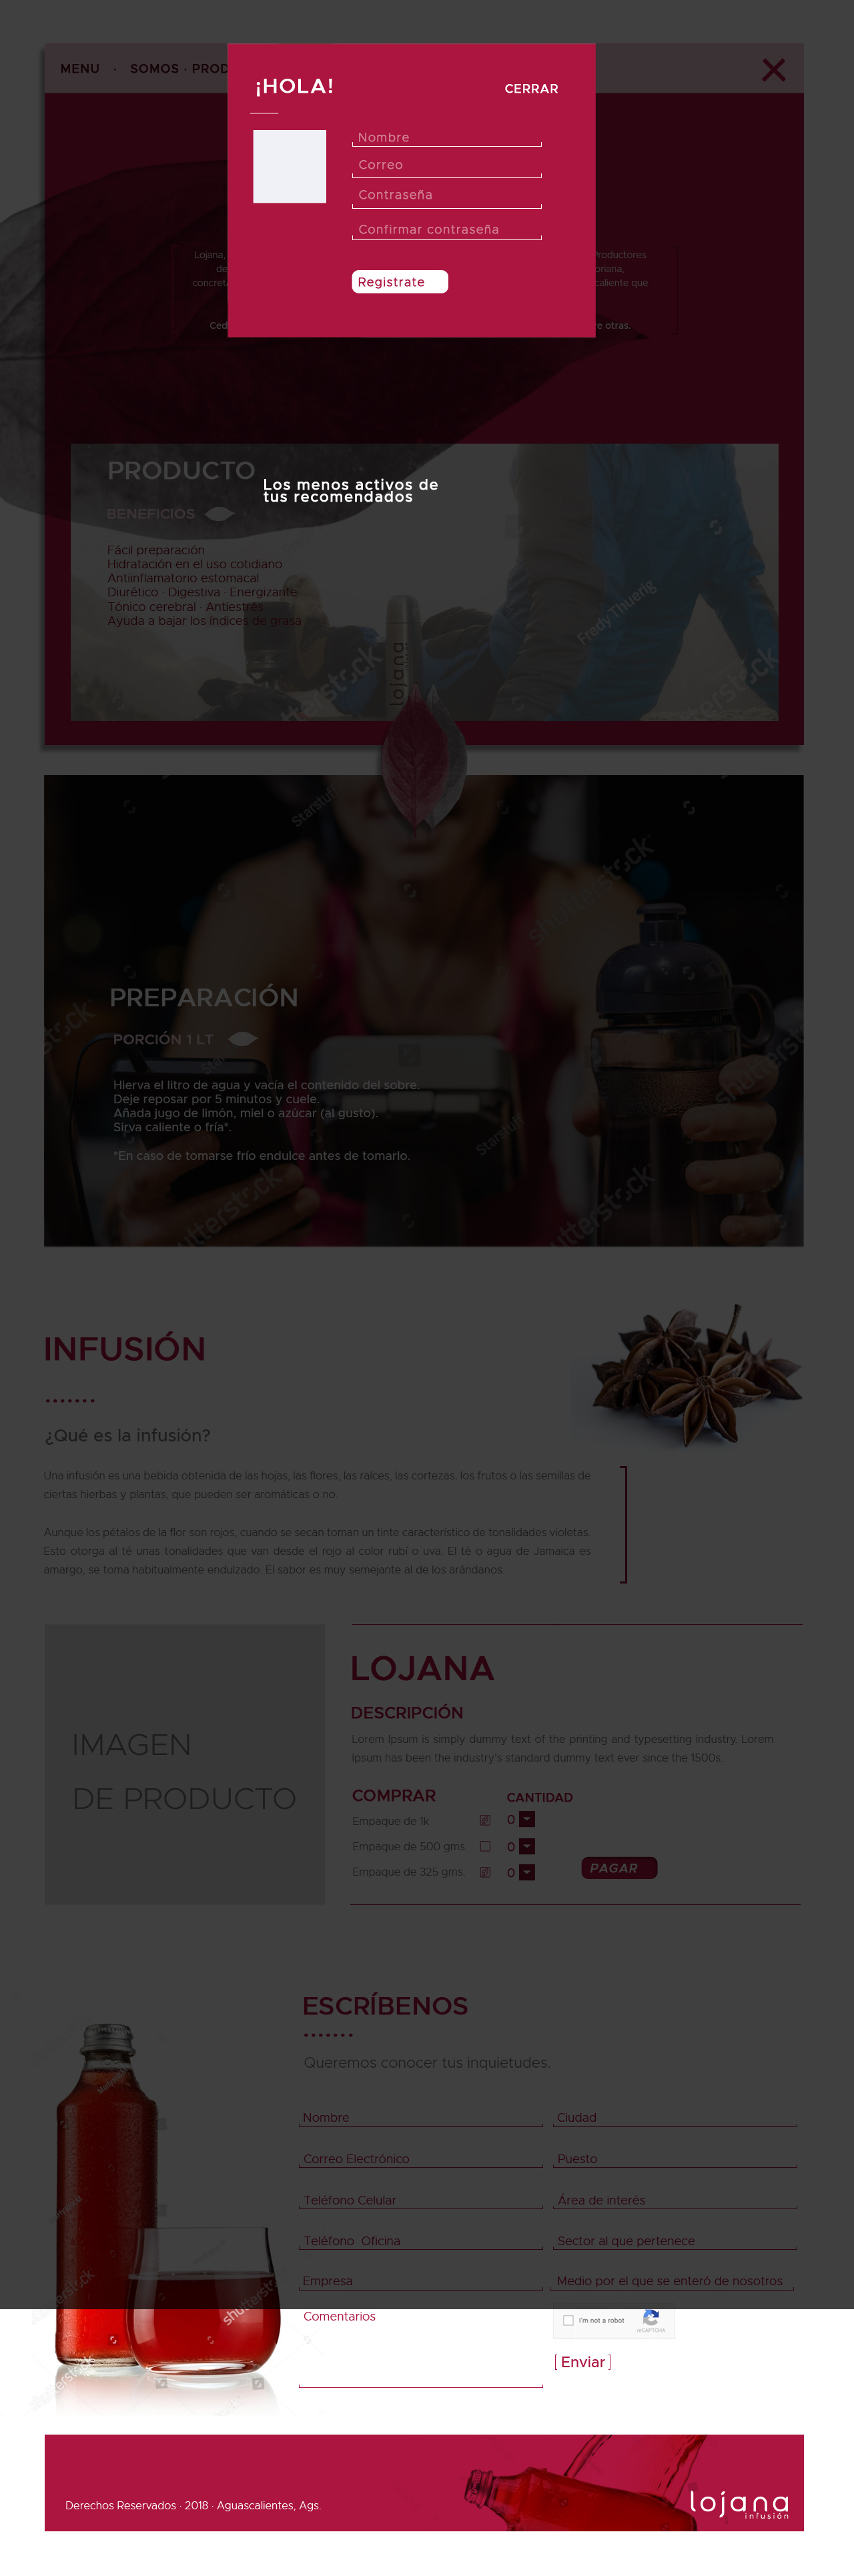 MENU · SOMOS · PROD
¡HOLA!
CERRAR
Nombre
Correo
Contraseña
Confirmar contraseña
Registrate
Lojana,
Productores
de
concret
caliente que
Ced
otras.
PRODUCTO
Los menos activos de
tus recomendados
BENEFICIOS
Fácil preparación
Hidratación en el uso cotidiano
Antiinflamatorio estomacal
Diurético · Digestiva · Energizante
Tónico cerebral · Antiestrés
Ayuda a bajar los índices de grasa
Fredy Thuerig
shutterstock
lojana
shutterstock
Starstuff
shutterstock
PREPARACIÓN
PORCIÓN 1 LT
Hierva el litro de agua y vacía el contenido del sobre.
Deje reposar por 5 minutos y cuele.
Añada jugo de limón, miel o azúcar (al gusto).
Sirva caliente o fría*.
*En caso de tomarse frío endulce antes de tomarlo.
Starstuff
shutterstock
INFUSIÓN
¿Qué es la infusión?
Una infusión es una bebida obtenida de las hojas, las flores, las raíces, las cortezas, los frutos o las semillas de
ciertas hierbas y plantas, que pueden ser aromáticas o no.
Aunque los pétalos de la flor son rojos, cuando se secan toman un tinte característico de tonalidades violetas.
Esto otorga al té unas tonalidades que van desde el rojo al color rubí o uva. El té o agua de Jamaica es
amargo, se toma habitualmente endulzado. El sabor es muy semejante al de los arándanos.
IMAGEN
DE PRODUCTO
LOJANA
DESCRIPCIÓN
Lorem Ipsum is simply dummy text of the printing and typesetting industry. Lorem
Ipsum has been the industry's standard dummy text ever since the 1500s.
COMPRAR
CANTIDAD
Empaque de 1k 0
Empaque de 500 gms. 0
Empaque de 325 gms. 0
PAGAR
ESCRÍBENOS
Queremos conocer tus inquietudes.
Nombre
Ciudad
Correo Electrónico
Puesto
Teléfono Celular
Área de interés
Teléfono Oficina
Sector al que pertenece
Empresa
Medio por el que se enteró de nosotros
Comentarios
I'm not a robot
reCAPTCHA
[ Enviar ]
Derechos Reservados · 2018 · Aguascalientes, Ags.
lojana
infusión